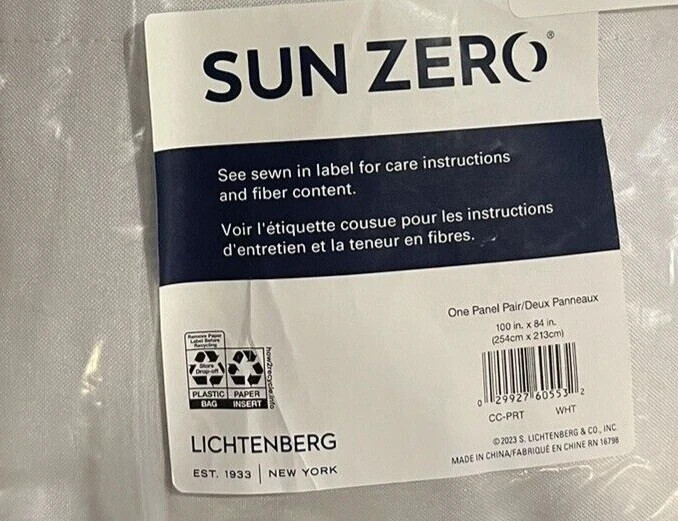 SUN ZERO®
See sewn in label for care instructions
and fiber content.
Voir l'étiquette cousue pour les instructions
d'entretien et la teneur en fibres.
One Panel Pair/Deux Panneaux
100 in. x 84 in.
(254cm x 213cm)
Remove Paper
Label Before
Recycling
Store
Drop-off
how2recycle.info
PLASTIC PAPER
BAG INSERT
0 29927 60553 2
CC-PRT WHT
LICHTENBERG
EST. 1933 | NEW YORK
©2023 S. LICHTENBERG & CO., INC.
MADE IN CHINA/FABRIQUÉ EN CHINE RN 16798